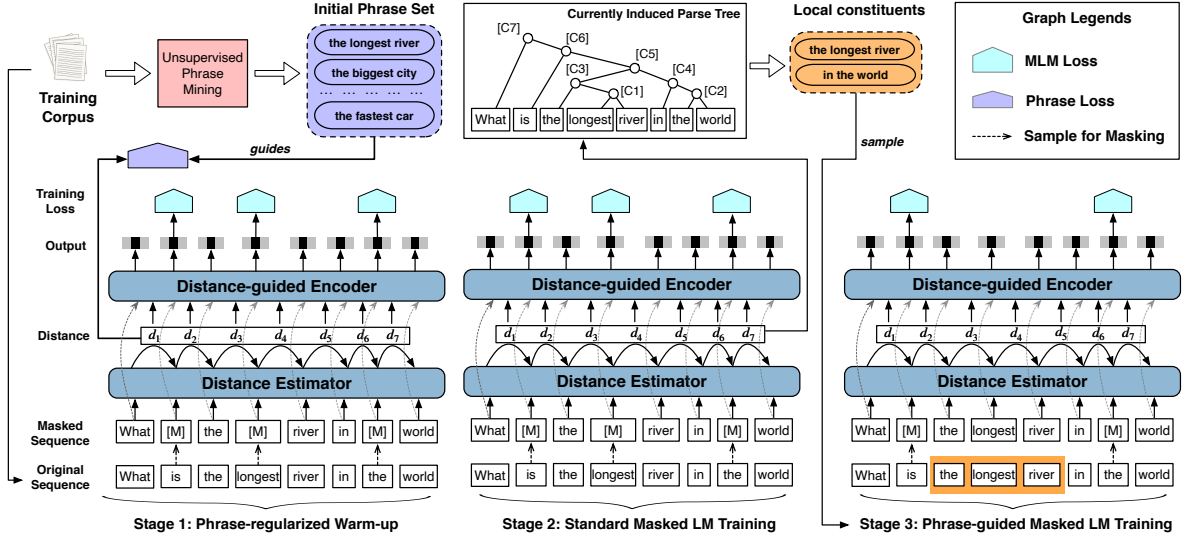 Training
Corpus
Unsupervised
Phrase
Mining
Initial Phrase Set
the longest river
the biggest city
... ... ... ...
the fastest car
guides
Currently Induced Parse Tree
[C7]
[C6]
[C5]
[C3]
[C4]
[C1]
[C2]
What is the longest river in the world
Local constituents
the longest river
in the world
sample
Graph Legends
MLM Loss
Phrase Loss
Sample for Masking
Training
Loss
Output
Distance
Masked
Sequence
Original
Sequence
Distance-guided Encoder
d1 d2 d3 d4 d5 d6 d7
Distance Estimator
What [M] the [M] river in [M] world
What is the longest river in the world
Stage 1: Phrase-regularized Warm-up
Distance-guided Encoder
d1 d2 d3 d4 d5 d6 d7
Distance Estimator
What [M] the [M] river in [M] world
What is the longest river in the world
Stage 2: Standard Masked LM Training
Distance-guided Encoder
d1 d2 d3 d4 d5 d6 d7
Distance Estimator
What [M] the longest river in [M] world
What is the longest river in the world
Stage 3: Phrase-guided Masked LM Training